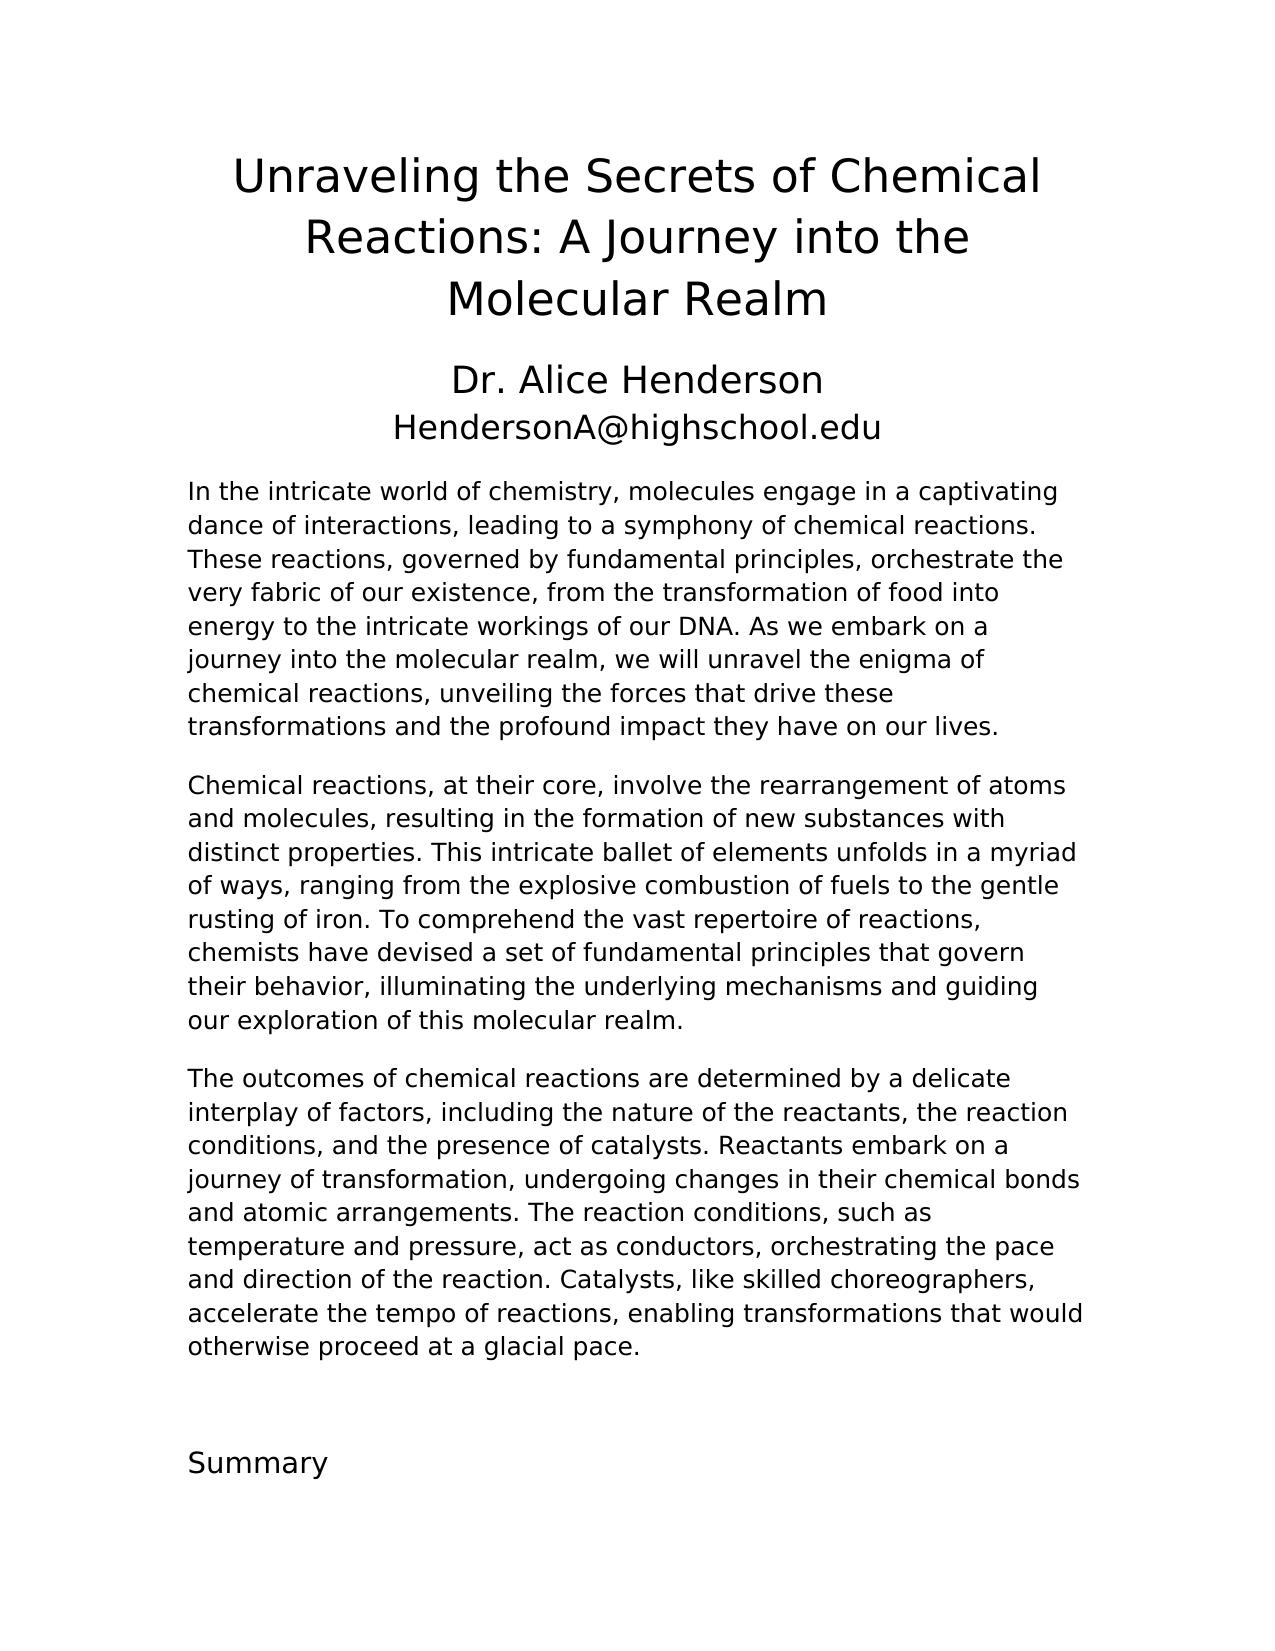 Unraveling the Secrets of Chemical
Reactions: A Journey into the
Molecular Realm
Dr. Alice Henderson
HendersonA@highschool.edu
In the intricate world of chemistry, molecules engage in a captivating
dance of interactions, leading to a symphony of chemical reactions.
These reactions, governed by fundamental principles, orchestrate the
very fabric of our existence, from the transformation of food into
energy to the intricate workings of our DNA. As we embark on a
journey into the molecular realm, we will unravel the enigma of
chemical reactions, unveiling the forces that drive these
transformations and the profound impact they have on our lives.
Chemical reactions, at their core, involve the rearrangement of atoms
and molecules, resulting in the formation of new substances with
distinct properties. This intricate ballet of elements unfolds in a myriad
of ways, ranging from the explosive combustion of fuels to the gentle
rusting of iron. To comprehend the vast repertoire of reactions,
chemists have devised a set of fundamental principles that govern
their behavior, illuminating the underlying mechanisms and guiding
our exploration of this molecular realm.
The outcomes of chemical reactions are determined by a delicate
interplay of factors, including the nature of the reactants, the reaction
conditions, and the presence of catalysts. Reactants embark on a
journey of transformation, undergoing changes in their chemical bonds
and atomic arrangements. The reaction conditions, such as
temperature and pressure, act as conductors, orchestrating the pace
and direction of the reaction. Catalysts, like skilled choreographers,
accelerate the tempo of reactions, enabling transformations that would
otherwise proceed at a glacial pace.
Summary